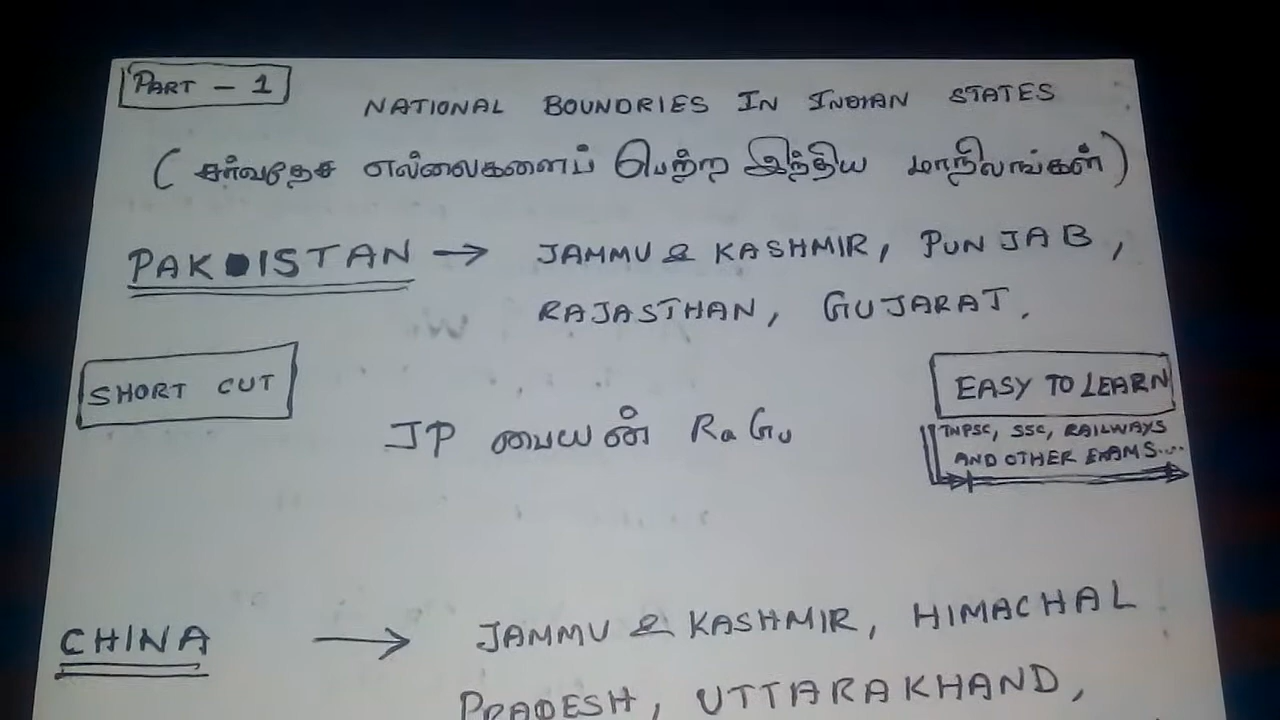 PART - 1
NATIONAL BOUNDRIES IN INDIAN STATES
(சர்வதேச எல்லைகளைப் பெற்ற இந்திய மாநிலங்கள்)
PAKISTAN → JAMMU & KASHMIR, PUNJAB,
RAJASTHAN, GUJARAT.
SHORT CUT
JP பையன் RaGu
EASY TO LEARN
TNPSC, SSC, RAILWAYS
AND OTHER EXAMS....
CHINA → JAMMU & KASHMIR, HIMACHAL
PRADESH, UTTARAKHAND,